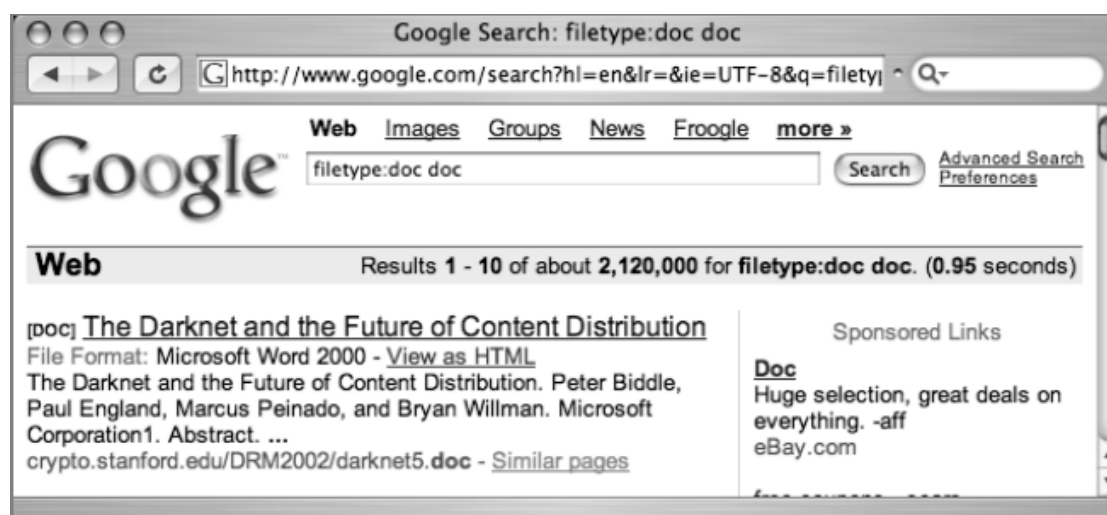 Google Search: filetype:doc doc
http://www.google.com/search?hl=en&lr=&ie=UTF-8&q=filety
Web Images Groups News Froogle more »
Google™
filetype:doc doc
Search
Advanced Search
Preferences
Web
Results 1 - 10 of about 2,120,000 for filetype:doc doc. (0.95 seconds)
[DOC] The Darknet and the Future of Content Distribution
File Format: Microsoft Word 2000 - View as HTML
The Darknet and the Future of Content Distribution. Peter Biddle,
Paul England, Marcus Peinado, and Bryan Willman. Microsoft
Corporation1. Abstract. ...
crypto.stanford.edu/DRM2002/darknet5.doc - Similar pages
Sponsored Links
Doc
Huge selection, great deals on
everything. -aff
eBay.com